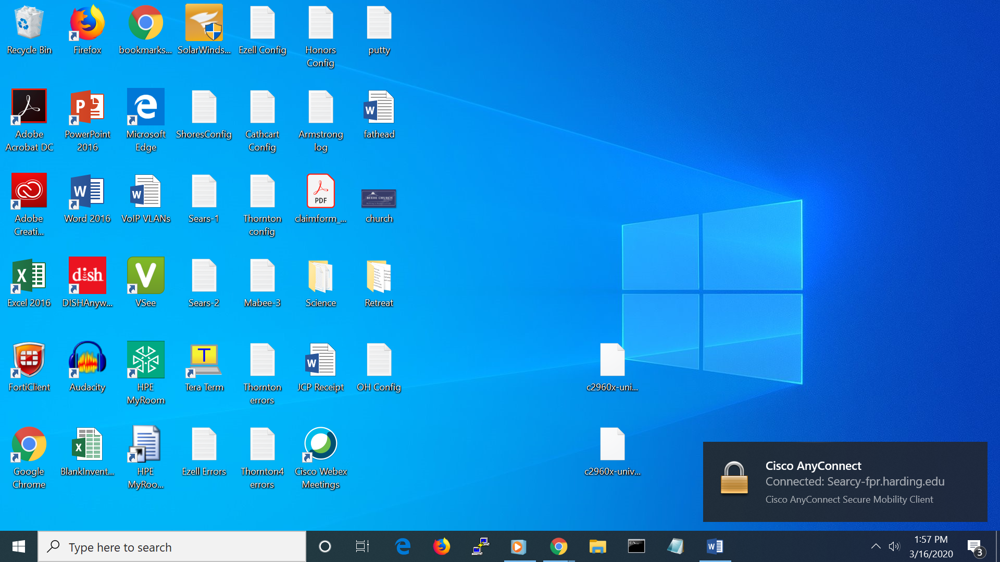 Recycle Bin
Firefox
bookmarks...
SolarWinds...
Ezell Config
Honors
Config
putty
Adobe
Acrobat DC
P
PowerPoint
2016
Microsoft
Edge
ShoresConfig
Cathcart
Config
Armstrong
log
W
fathead
Adobe
Creati...
W
Word 2016
W
VoIP VLANs
Sears-1
Thornton
config
PDF
claimform_...
BEEBE CHURCH
church
X
Excel 2016
dish
DISHAnyw...
V
VSee
Sears-2
Mabee-3
Science
Retreat
FortiClient
Audacity
HPE
MyRoom
T
Tera Term
Thornton
errors
W
JCP Receipt
OH Config
c2960x-uni...
Google
Chrome
X
BlankInvent...
HPE
MyRoo...
Ezell Errors
Thornton4
errors
Cisco Webex
Meetings
c2960x-univ...
Cisco AnyConnect
Connected: Searcy-fpr.harding.edu
Cisco AnyConnect Secure Mobility Client
Type here to search
W
1:57 PM
3/16/2020
3